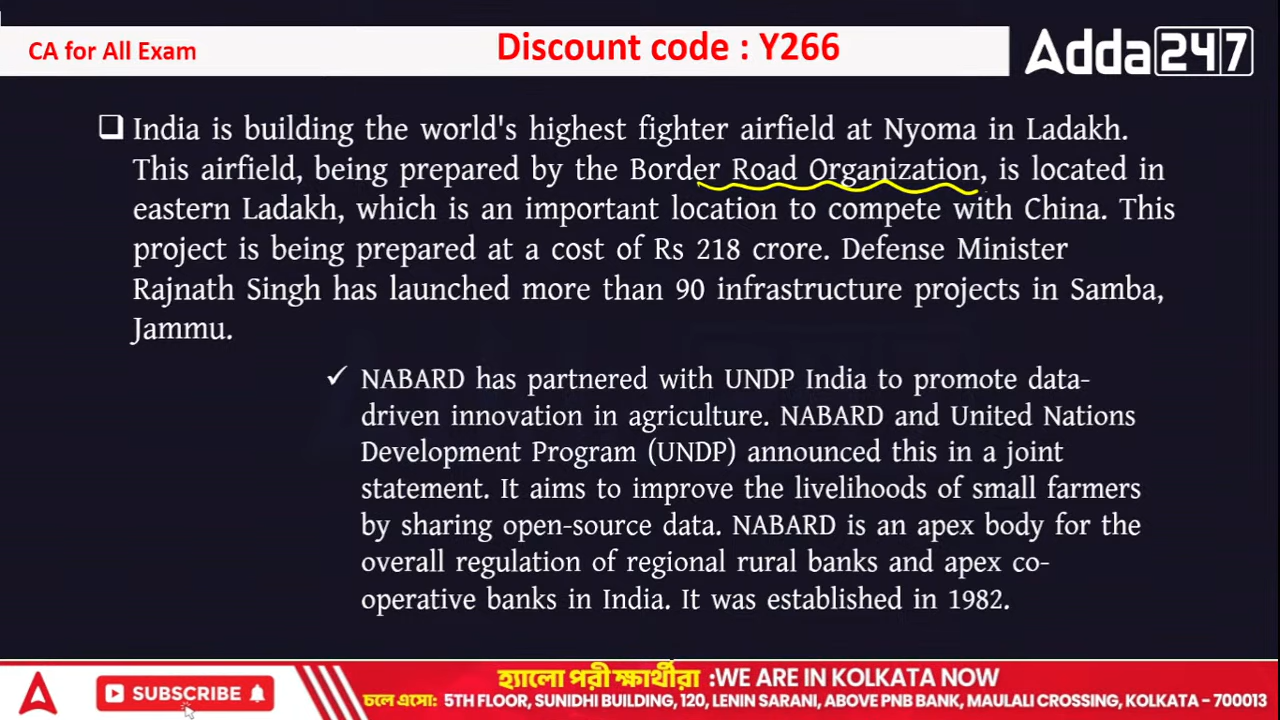 CA for All Exam
Discount code : Y266
Adda 247
India is building the world's highest fighter airfield at Nyoma in Ladakh.
This airfield, being prepared by the Border Road Organization, is located in
eastern Ladakh, which is an important location to compete with China. This
project is being prepared at a cost of Rs 218 crore. Defense Minister
Rajnath Singh has launched more than 90 infrastructure projects in Samba,
Jammu.
NABARD has partnered with UNDP India to promote data-
driven innovation in agriculture. NABARD and United Nations
Development Program (UNDP) announced this in a joint
statement. It aims to improve the livelihoods of small farmers
by sharing open-source data. NABARD is an apex body for the
overall regulation of regional rural banks and apex co-
operative banks in India. It was established in 1982.
SUBSCRIBE
হ্যালো পরীক্ষার্থীরা :WE ARE IN KOLKATA NOW
চলে এসো: 5TH FLOOR, SUNIDHI BUILDING, 120, LENIN SARANI, ABOVE PNB BANK, MAULALI CROSSING, KOLKATA - 700013